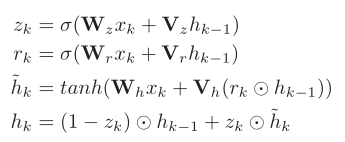 z_k = σ(W_z x_k + V_z h_{k−1})
r_k = σ(W_r x_k + V_r h_{k−1})
h̃_k = tanh(W_h x_k + V_h(r_k ⊙ h_{k−1}))
h_k = (1 − z_k) ⊙ h_{k−1} + z_k ⊙ h̃_k